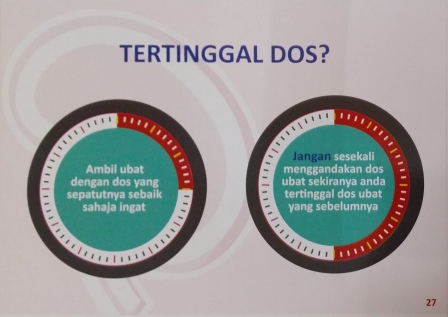 TERTINGGAL DOS?
Ambil ubat
dengan dos yang
sepatutnya sebaik
sahaja ingat
Jangan sesekali
menggandakan dos
ubat sekiranya anda
tertinggal dos ubat
yang sebelumnya
27